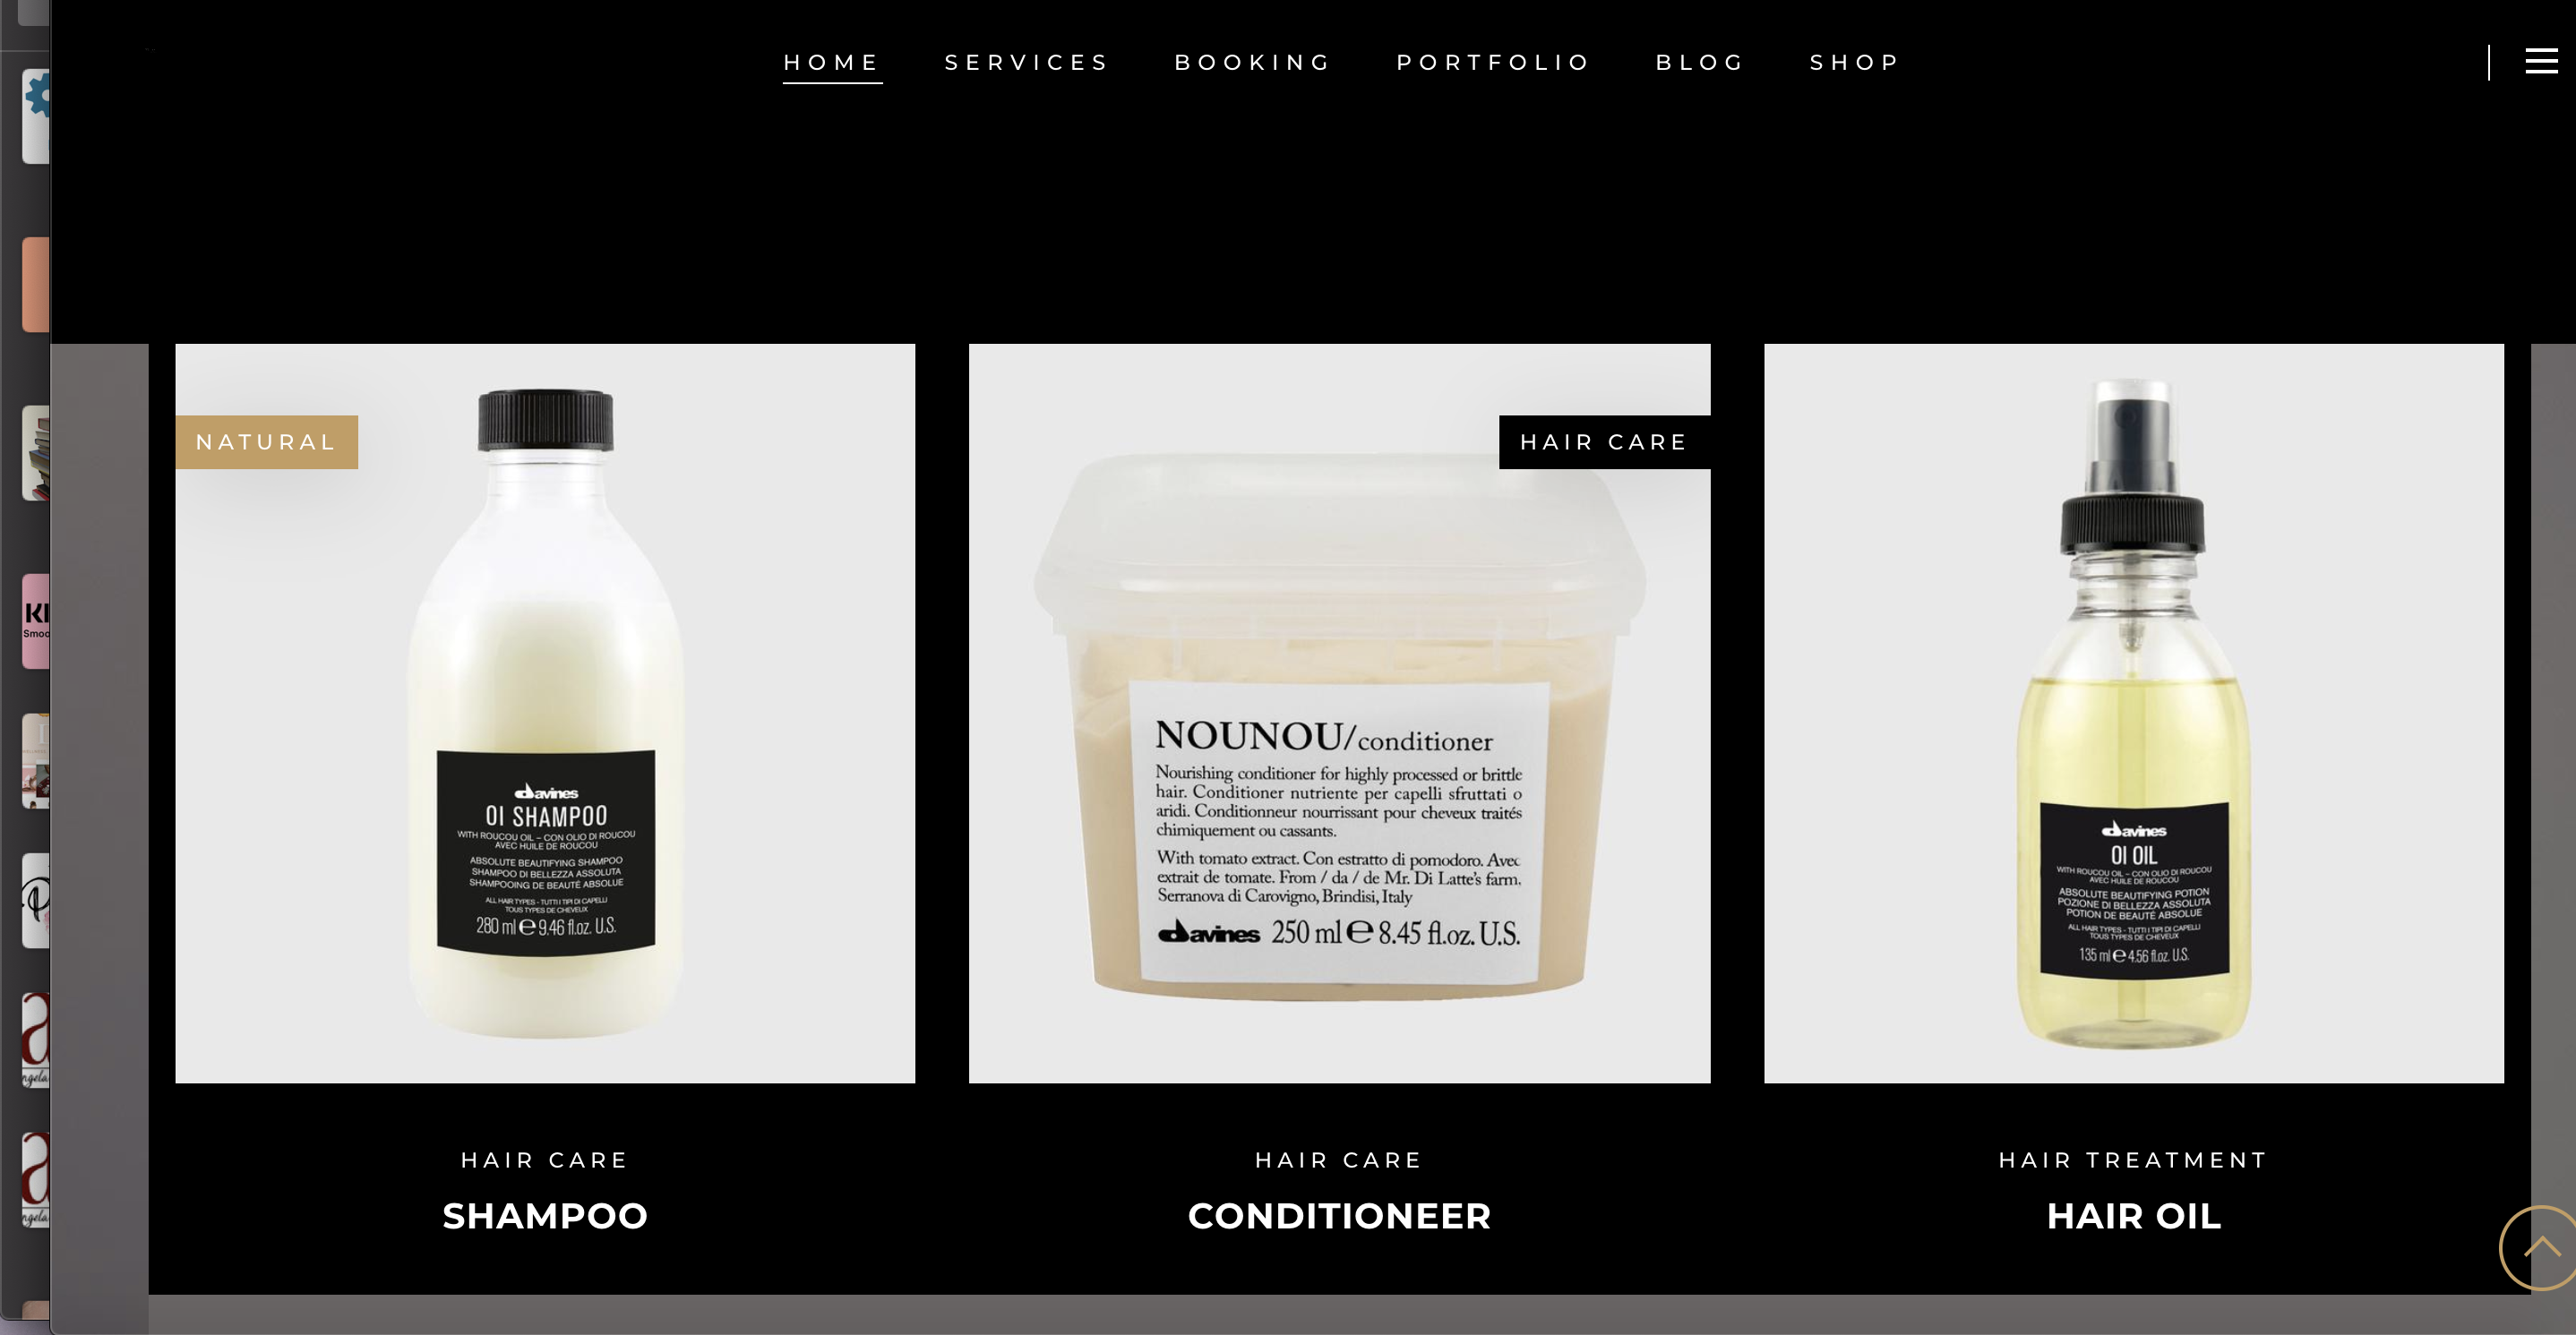 HOME SERVICES BOOKING PORTFOLIO BLOG SHOP
NATURAL
davines
OI SHAMPOO
WITH ROUCOU OIL – CON OLIO DI ROUCOU
AVEC HUILE DE ROUCOU
ABSOLUTE BEAUTIFYING SHAMPOO
SHAMPOO DI BELLEZZA ASSOLUTA
SHAMPOOING DE BEAUTÉ ABSOLUE
ALL HAIR TYPES - TUTTI I TIPI DI CAPELLI
TOUS TYPES DE CHEVEUX
280 ml ℮ 9.46 fl.oz. U.S.
HAIR CARE
SHAMPOO
HAIR CARE
NOUNOU/conditioner
Nourishing conditioner for highly processed or brittle
hair. Conditioner nutriente per capelli sfruttati o
aridi. Conditionneur nourrissant pour cheveux traités
chimiquement ou cassants.
With tomato extract. Con estratto di pomodoro. Avec
extrait de tomate. From / da / de Mr. Di Latte's farm,
Serranova di Carovigno, Brindisi, Italy
davines 250 ml ℮ 8.45 fl.oz. U.S.
HAIR CARE
CONDITIONEER
davines
OI OIL
WITH ROUCOU OIL – CON OLIO DI ROUCOU
AVEC HUILE DE ROUCOU
ABSOLUTE BEAUTIFYING POTION
POZIONE DI BELLEZZA ASSOLUTA
POTION DE BEAUTÉ ABSOLUE
ALL HAIR TYPES - TUTTI I TIPI DI CAPELLI
TOUS TYPES DE CHEVEUX
135 ml ℮ 4.56 fl.oz. U.S.
HAIR TREATMENT
HAIR OIL